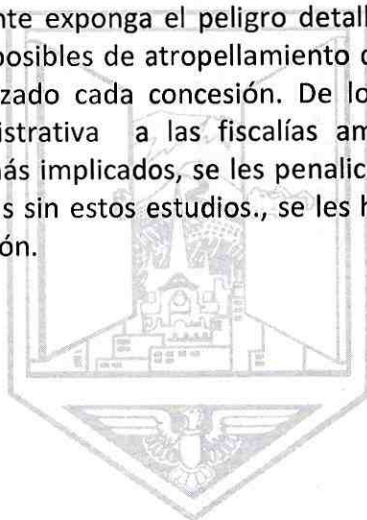 nte exponga el peligro detall
posibles de atropellamiento d
zado cada concesión. De lo
istrativa a las fiscalías am
nás implicados, se les penalic
s sin estos estudios., se les h
ón.